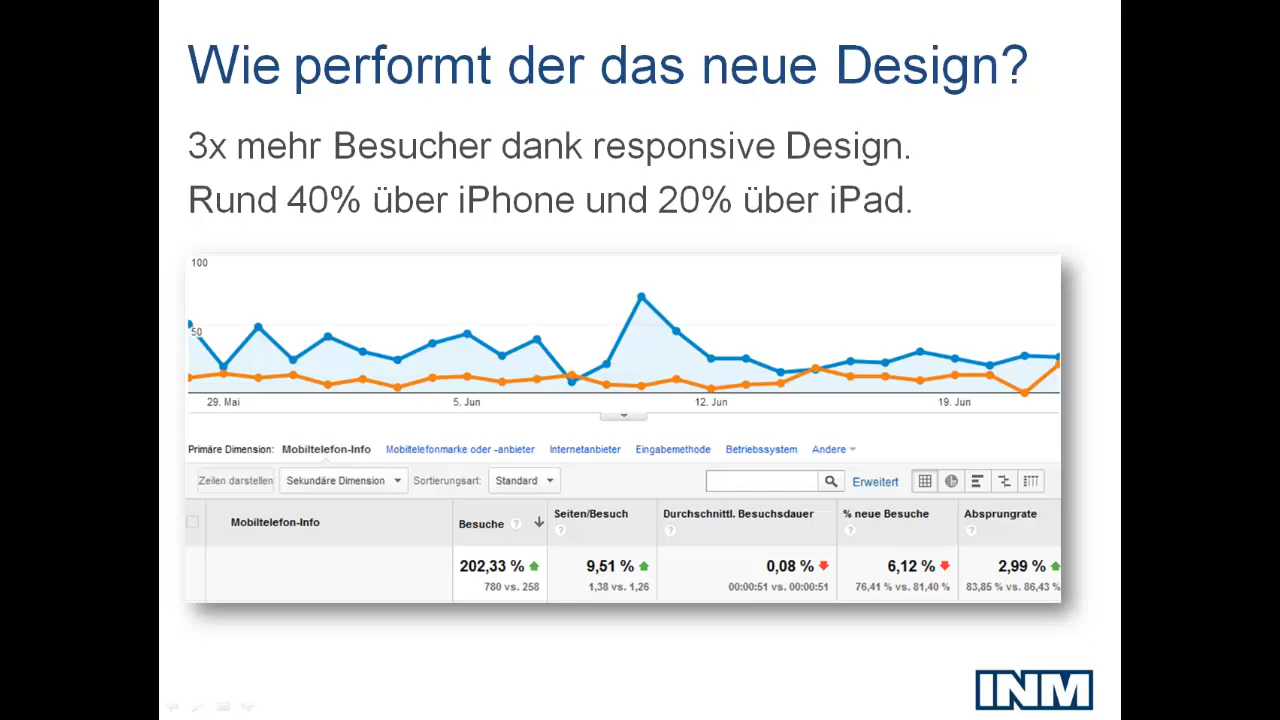 Wie performt der das neue Design?
3x mehr Besucher dank responsive Design.
Rund 40% über iPhone und 20% über iPad.
100
50
29. Mai 5. Jun 12. Jun 19. Jun
Primäre Dimension: Mobiltelefon-Info Mobiltelefonmarke oder -anbieter Internetanbieter Eingabemethode Betriebssystem Andere
Zeilen darstellen Sekundäre Dimension Sortierungsart: Standard Erweitert
Mobiltelefon-Info Besuche ? Seiten/Besuch ? Durchschnittl. Besuchsdauer ? % neue Besuche ? Absprungrate ?
202,33 % 9,51 % 0,08 % 6,12 % 2,99 %
780 vs. 258 1,38 vs. 1,26 00:00:51 vs. 00:00:51 76,41 % vs. 81,40 % 83,85 % vs. 86,43 %
INM